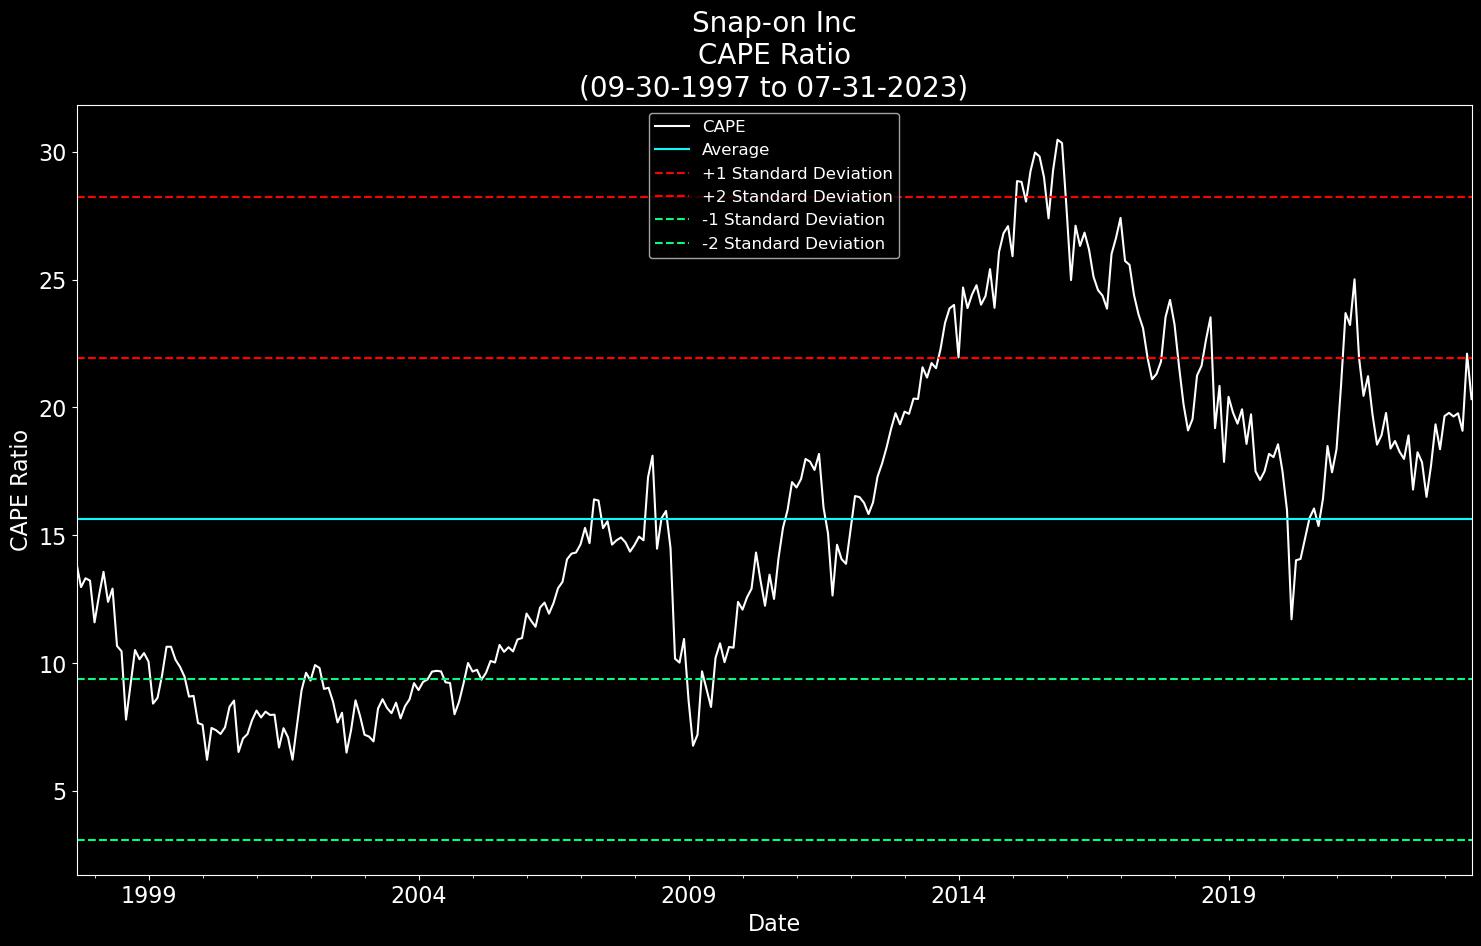 Snap-on Inc
CAPE Ratio
(09-30-1997 to 07-31-2023)
CAPE
Average
+1 Standard Deviation
+2 Standard Deviation
-1 Standard Deviation
-2 Standard Deviation
30
25
20
15
10
5
CAPE Ratio
1999 2004 2009 2014 2019
Date